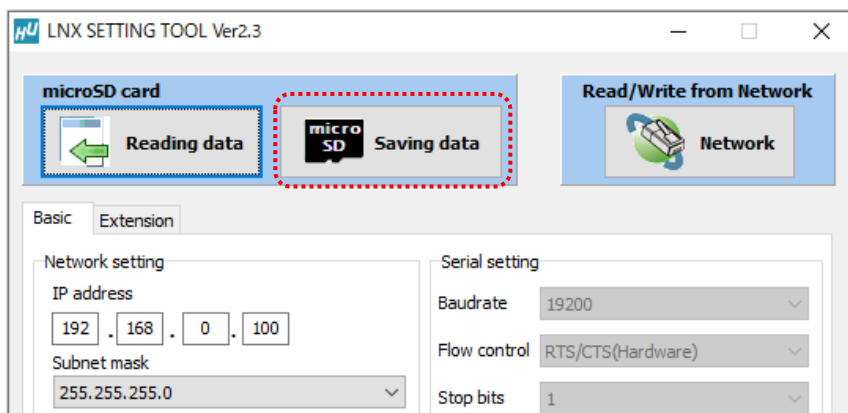 HU LNX SETTING TOOL Ver2.3
microSD card
Reading data
micro
SD
Saving data
Read/Write from Network
Network
Basic
Extension
Network setting
IP address
192 . 168 . 0 . 100
Subnet mask
255.255.255.0
Serial setting
Baudrate 19200
Flow control RTS/CTS(Hardware)
Stop bits 1